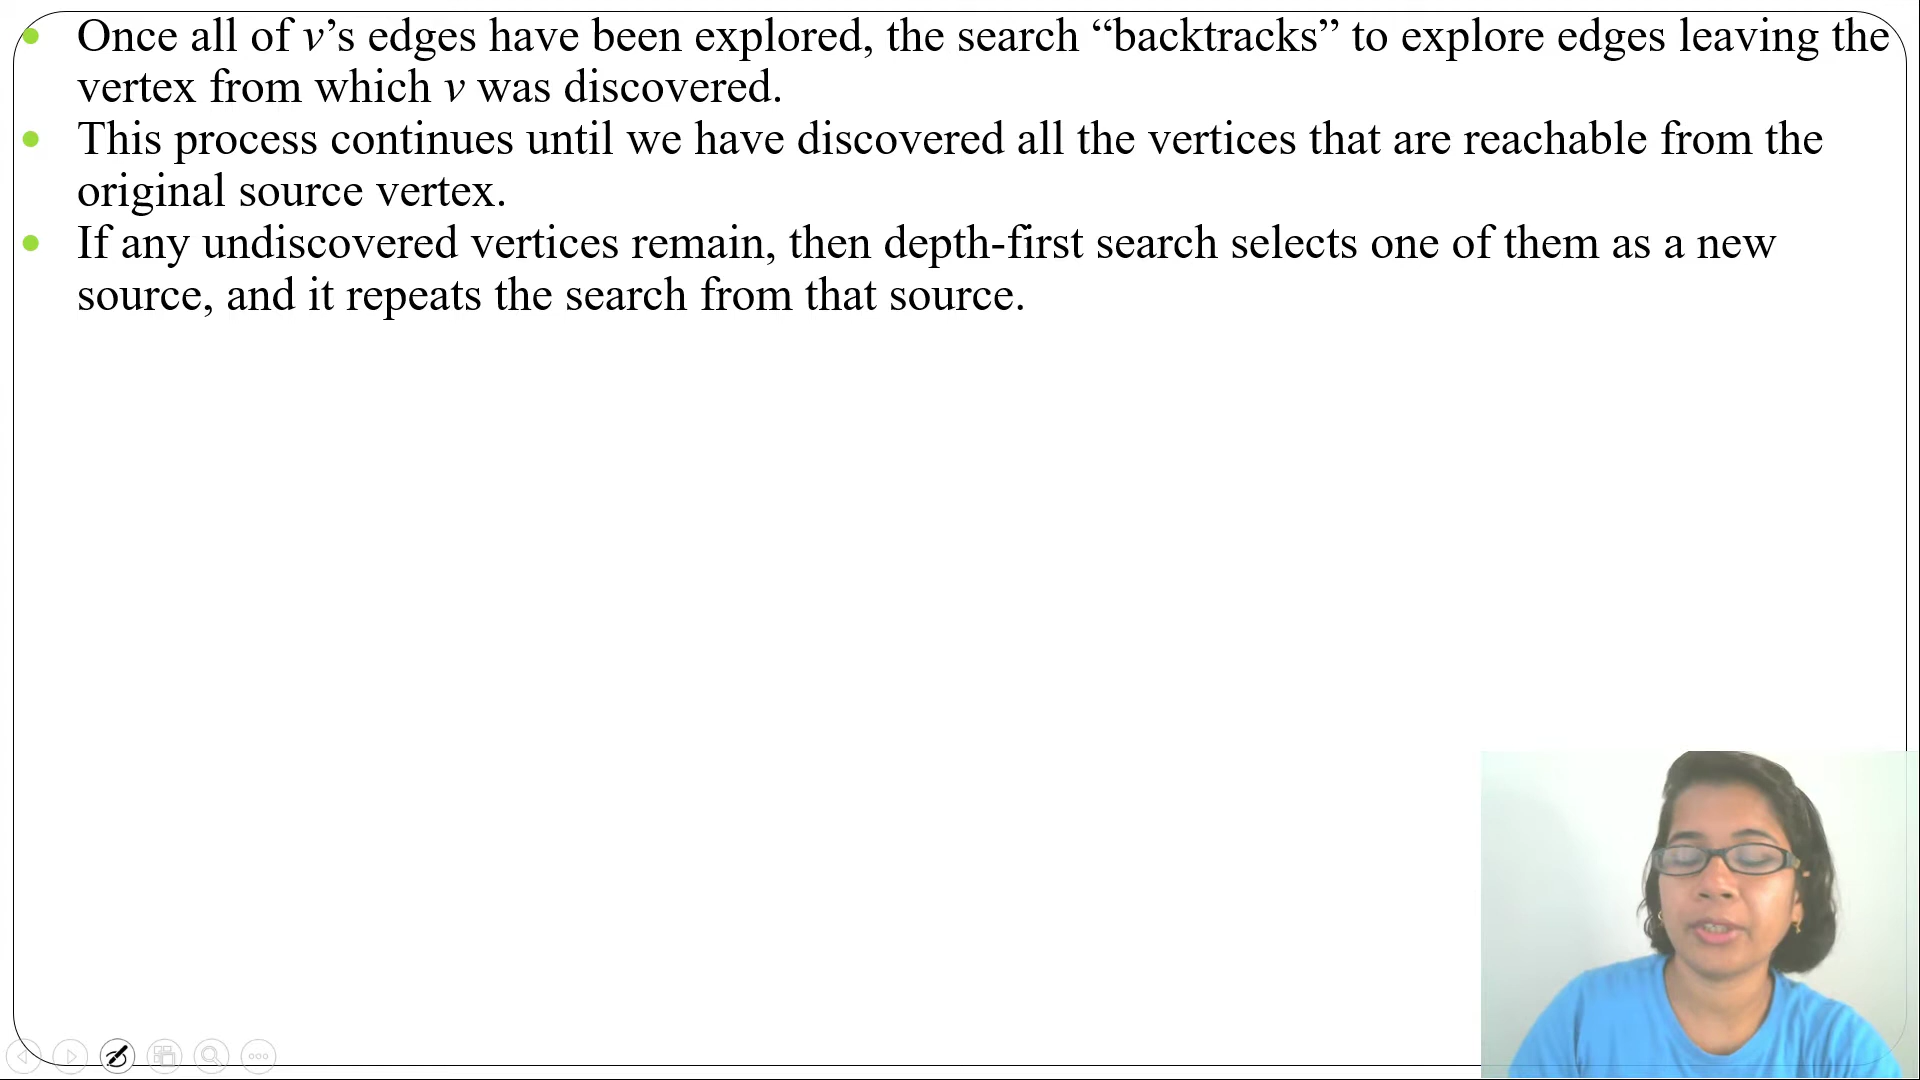 Once all of v’s edges have been explored, the search “backtracks” to explore edges leaving the
vertex from which v was discovered.
This process continues until we have discovered all the vertices that are reachable from the
original source vertex.
If any undiscovered vertices remain, then depth-first search selects one of them as a new
source, and it repeats the search from that source.